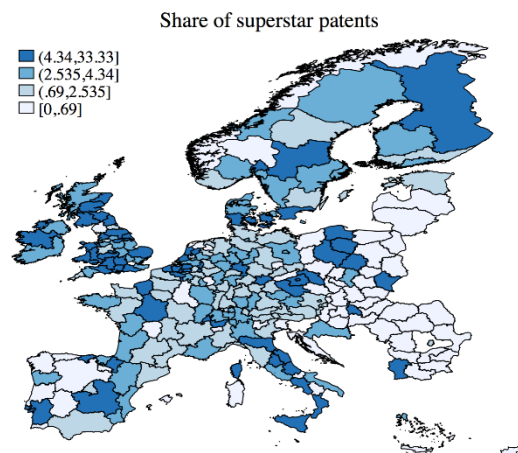 Share of superstar patents
(4.34,33.33]
(2.535,4.34]
(.69,2.535]
[0,.69]